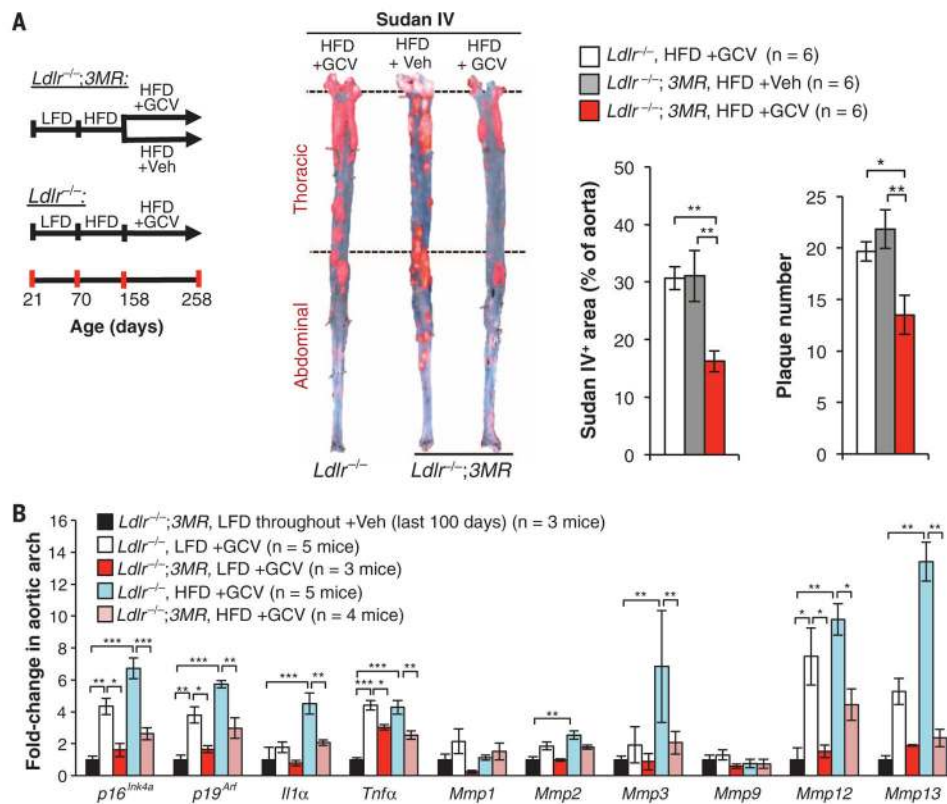 A
Ldlr–/–;3MR:
HFD
+GCV
LFD HFD
HFD
+Veh
Ldlr–/–:
LFD HFD HFD
+GCV
21 70 158 258
Age (days)
Sudan IV
HFD
+GCV
HFD
+ Veh
HFD
+ GCV
Thoracic
Abdominal
Ldlr–/– Ldlr–/–;3MR
Ldlr–/–, HFD +GCV (n = 6)
Ldlr–/–; 3MR, HFD +Veh (n = 6)
Ldlr–/–; 3MR, HFD +GCV (n = 6)
Sudan IV+ area (% of aorta)
50
40
30
20
10
0
**
**
Plaque number
25
20
15
10
5
0
*
**
B
Fold-change in aortic arch
16
14
12
10
8
6
4
2
0
Ldlr–/–;3MR, LFD throughout +Veh (last 100 days) (n = 3 mice)
Ldlr–/–, LFD +GCV (n = 5 mice)
Ldlr–/–;3MR, LFD +GCV (n = 3 mice)
Ldlr–/–, HFD +GCV (n = 5 mice)
Ldlr–/–;3MR, HFD +GCV (n = 4 mice)
*** ***
** *
*** **
** *
*** **
*** **
*** *
**
** **
** *
* *
** **
p16Ink4a p19Arf Il1α Tnfα Mmp1 Mmp2 Mmp3 Mmp9 Mmp12 Mmp13